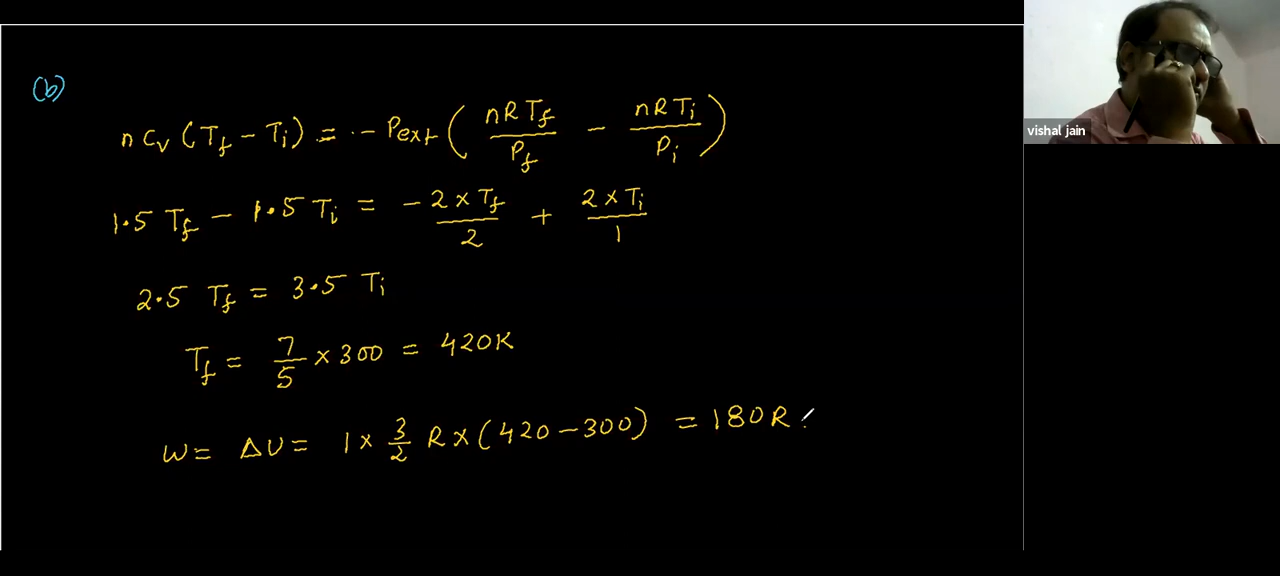 (b)
nCv (Tf - Ti) = - Pext ( nRTf/Pf - nRTi/Pi )
1.5 Tf - 1.5 Ti = - 2 × Tf/2 + 2 × Ti/1
2.5 Tf = 3.5 Ti
Tf = 7/5 × 300 = 420K
W = ΔU = 1 × 3/2 R × (420 - 300) = 180R
vishal jain